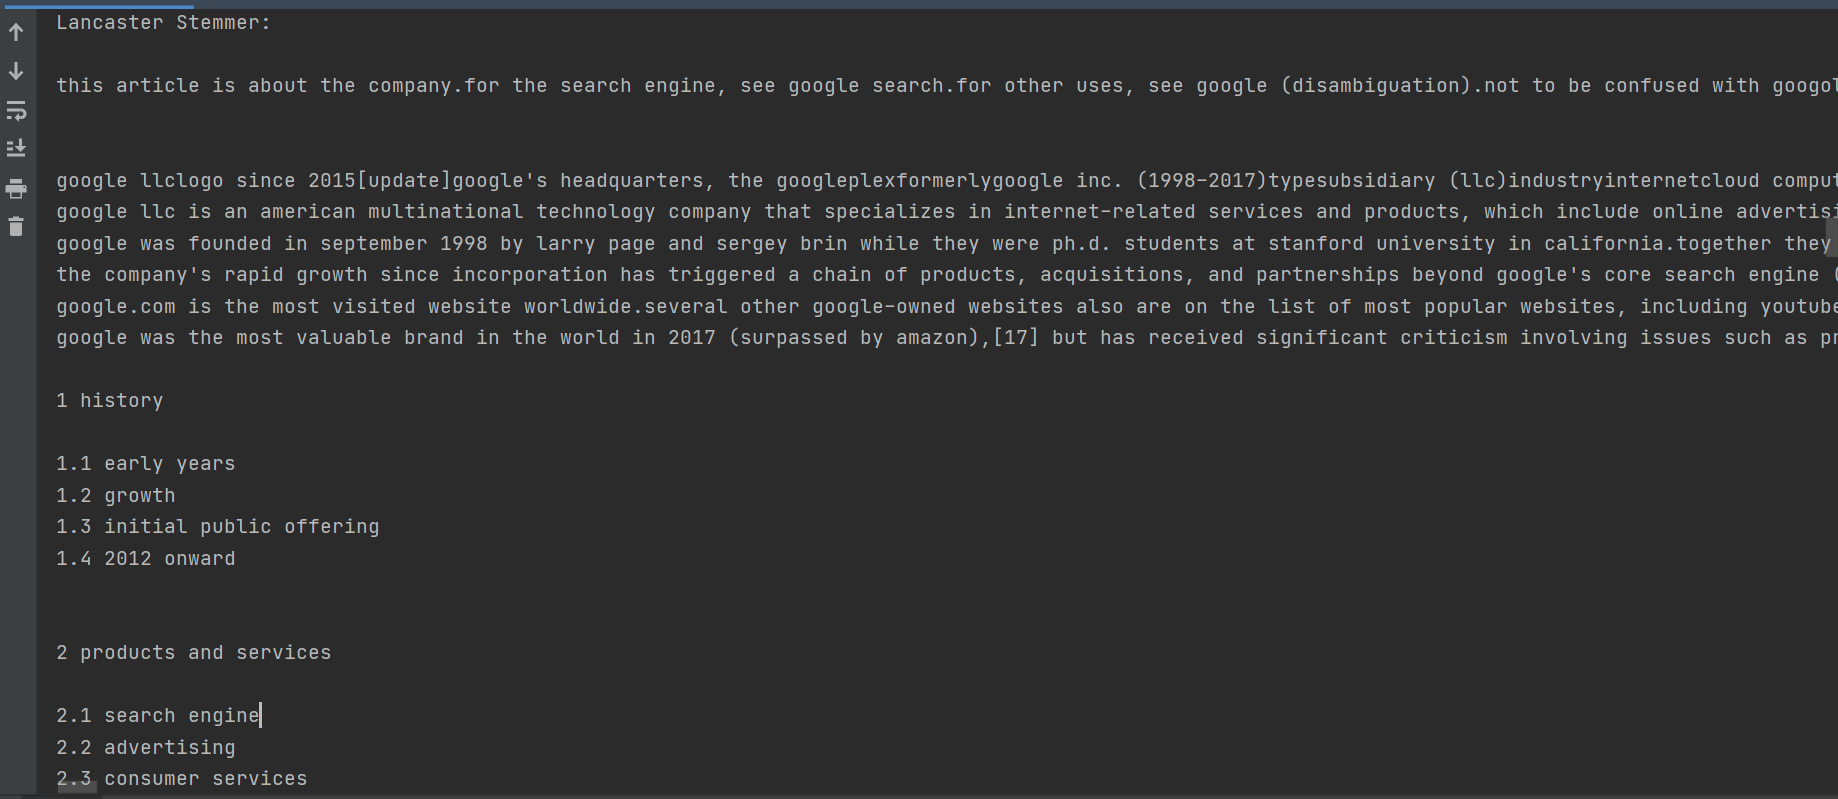 Lancaster Stemmer:
this article is about the company.for the search engine, see google search.for other uses, see google (disambiguation).not to be confused with googol
google llclogo since 2015[update]google's headquarters, the googleplexformerlygoogle inc. (1998-2017)typesubsidiary (llc)industryinternetcloud comput
google llc is an american multinational technology company that specializes in internet-related services and products, which include online advertisi
google was founded in september 1998 by larry page and sergey brin while they were ph.d. students at stanford university in california.together they
the company's rapid growth since incorporation has triggered a chain of products, acquisitions, and partnerships beyond google's core search engine (
google.com is the most visited website worldwide.several other google-owned websites also are on the list of most popular websites, including youtube
google was the most valuable brand in the world in 2017 (surpassed by amazon),[17] but has received significant criticism involving issues such as pr
1 history
1.1 early years
1.2 growth
1.3 initial public offering
1.4 2012 onward
2 products and services
2.1 search engine
2.2 advertising
2.3 consumer services